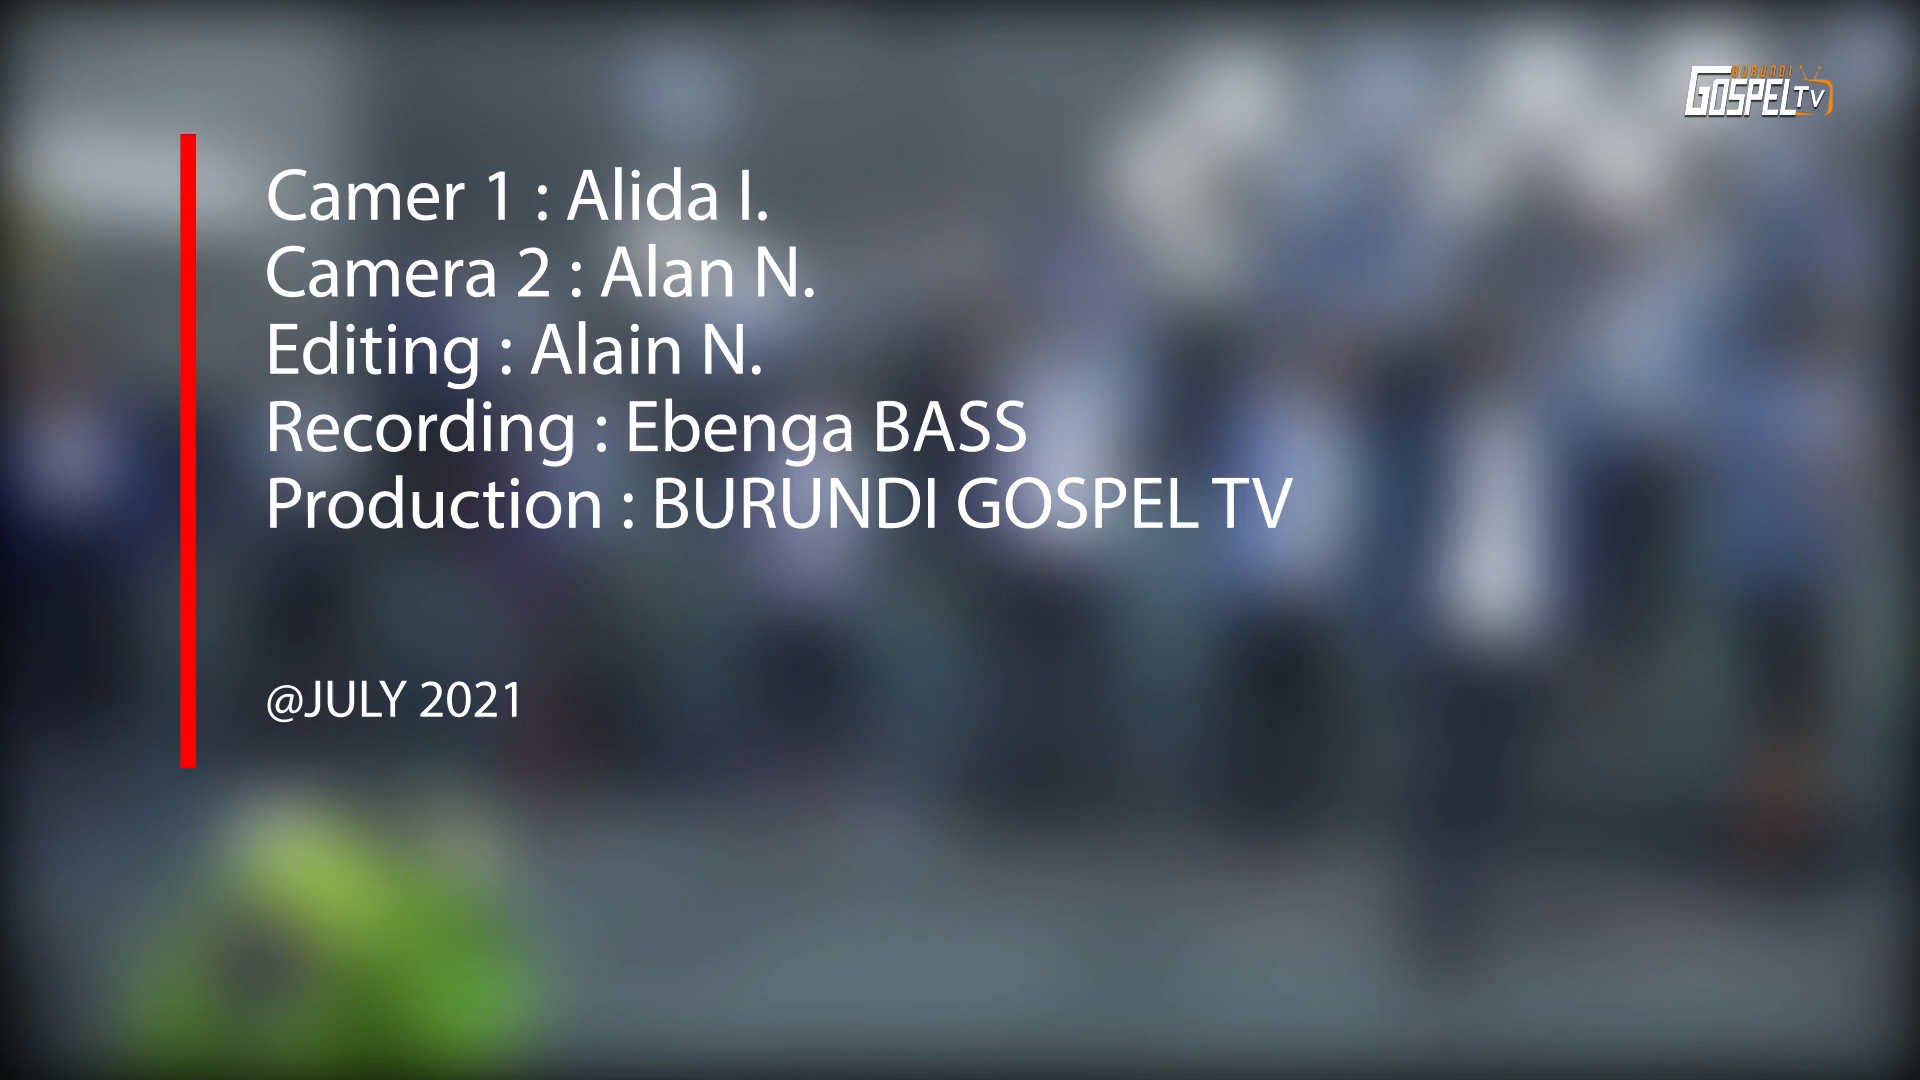 BURUNDI
GOSPEL TV
Camer 1 : Alida I.
Camera 2 : Alan N.
Editing : Alain N.
Recording : Ebenga BASS
Production : BURUNDI GOSPEL TV
@JULY 2021